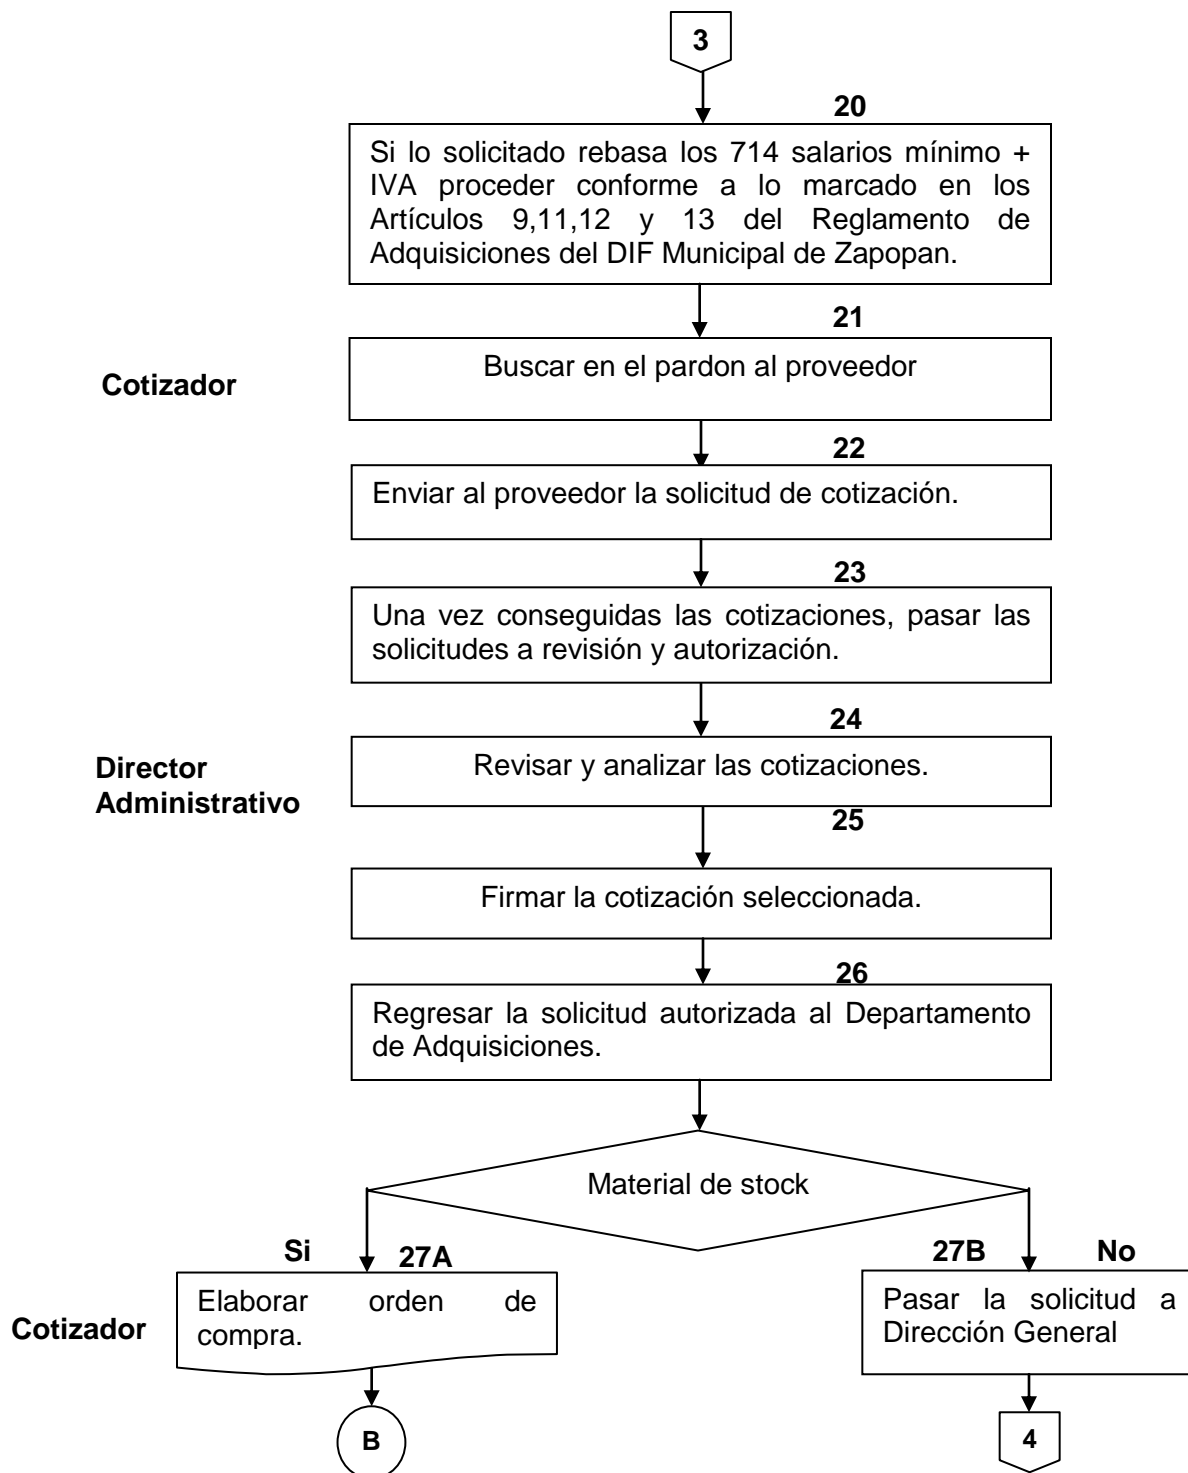 3
20
Si lo solicitado rebasa los 714 salarios mínimo +
IVA proceder conforme a lo marcado en los
Artículos 9,11,12 y 13 del Reglamento de
Adquisiciones del DIF Municipal de Zapopan.
21
Buscar en el pardon al proveedor
Cotizador
22
Enviar al proveedor la solicitud de cotización.
23
Una vez conseguidas las cotizaciones, pasar las
solicitudes a revisión y autorización.
24
Director
Administrativo
Revisar y analizar las cotizaciones.
25
Firmar la cotización seleccionada.
26
Regresar la solicitud autorizada al Departamento
de Adquisiciones.
Material de stock
Si
27A
27B
No
Cotizador
Elaborar orden de
compra.
Pasar la solicitud a
Dirección General
B
4